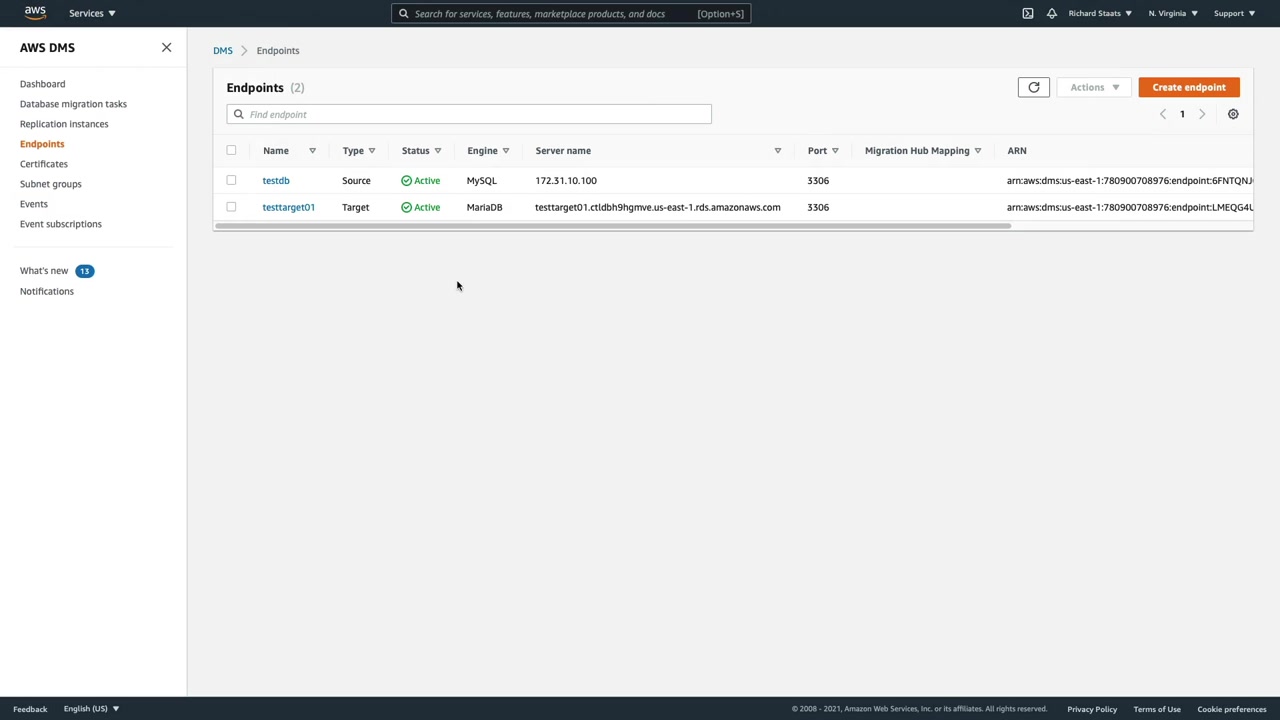 aws Services Search for services, features, marketplace products, and docs [Option+S] Richard Staats N. Virginia Support
AWS DMS
Dashboard
Database migration tasks
Replication instances
Endpoints
Certificates
Subnet groups
Events
Event subscriptions
What's new 13
Notifications
DMS > Endpoints
Endpoints (2) Actions Create endpoint
Find endpoint 1
Name Type Status Engine Server name Port Migration Hub Mapping ARN
testdb Source Active MySQL 172.31.10.100 3306 arn:aws:dms:us-east-1:780900708976:endpoint:6FNTQNJ
testtarget01 Target Active MariaDB testtarget01.ctldbh9hgmve.us-east-1.rds.amazonaws.com 3306 arn:aws:dms:us-east-1:780900708976:endpoint:LMEQG4U
Feedback English (US) © 2008 - 2021, Amazon Web Services, Inc. or its affiliates. All rights reserved. Privacy Policy Terms of Use Cookie preferences